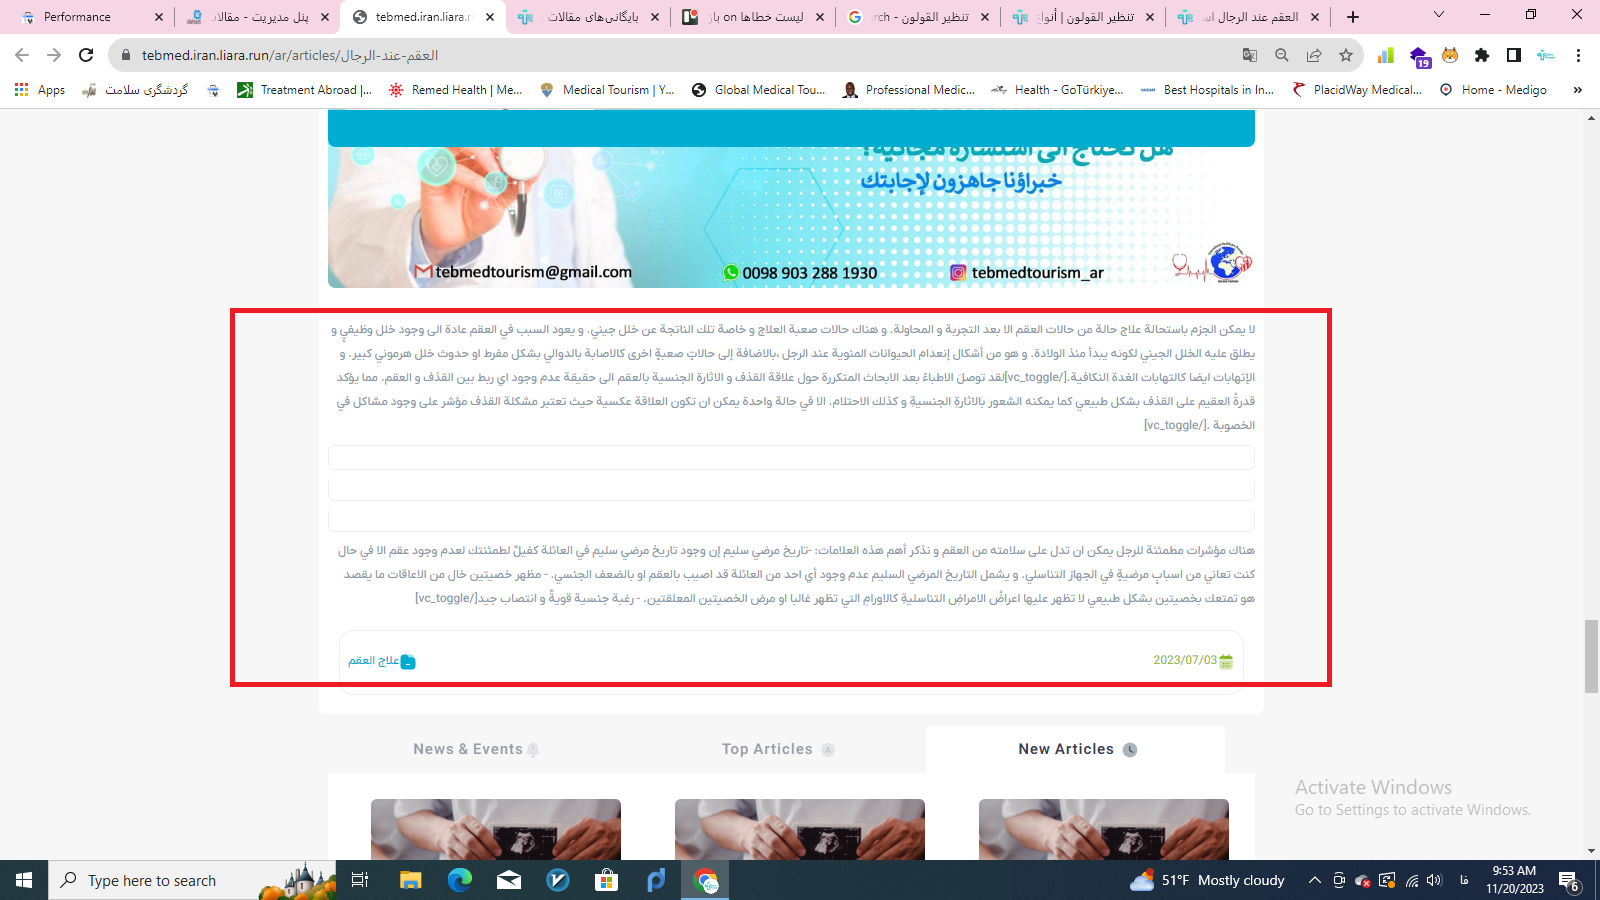 Performance
پنل مدیریت - مقالات
tebmed.iran.liara.ru
بایگانی‌های مقالات
لیست خطاها on باز
تنظير القولون - rch
تنظير القولون | أنواع
العقم عند الرجال اس
tebmed.iran.liara.run/ar/articles/العقم-عند-الرجال
19
Apps
گردشگری سلامت
Treatment Abroad |...
Remed Health | Me...
Medical Tourism | Y...
Global Medical Tou...
Professional Medic...
Health - GoTürkiye...
Best Hospitals in In...
PlacidWay Medical...
Home - Medigo
»
هل تحتاج الى استشارة مجانية؟
خبراؤنا جاهزون لإجابتك
tebmedtourism@gmail.com
0098 903 288 1930
tebmedtourism_ar
لا يمكن الجزم باستحالة علاج حالة من حالات العقم الا بعد التجربة و المحاولة. و هناك حالات صعبة العلاج و خاصة تلك الناتجة عن خلل جيني. و يعود السبب في العقم عادة الى وجود خلل وظيفيٍ و
يطلق عليه الخلل الجيني لكونه يبدأ منذ الولادة. و هو من أشكال إنعدام الحيوانات المنوية عند الرجل ،بالاضافة إلى حالاتٍ صعبةٍ اخرى كالاصابة بالدوالي بشكل مفرط او حدوث خلل هرموني كبير. و
الإتهابات ايضا كالتهابات الغدة النكافية.[/vc_toggle]لقد توصلَ الاطباءُ بعد الابحاث المتكررة حول علاقة القذف و الاثارة الجنسية بالعقم الى حقيقة عدم وجود اي ربط بين القذف و العقم. مما يؤكد
قدرةُ العقيم على القذف بشكل طبيعي كما يمكنه الشعور بالاثارةِ الجنسيةِ و كذلك الاحتلام. الا في حالة واحدة يمكن ان تكون العلاقة عكسية حيث تعتبر مشكلة القذف مؤشر على وجود مشاكل في
الخصوبة .[/vc_toggle]
هناك مؤشرات مطمئنة للرجل يمكن ان تدل على سلامته من العقم و نذكر أهم هذه العلامات: -تاريخ مرضي سليم إن وجود تاريخ مرضي سليم في العائلة كفيلٌ لطمئنتك لعدم وجود عقم الا في حال
كنت تعاني من اسبابٍ مرضيةٍ في الجهاز التناسلي. و يشمل التاريخ المرضي السليم عدم وجود أي احد من العائلة قد اصيب بالعقم او بالضعف الجنسي. - مظهر خصيتين خال من الاعاقات ما يقصد
هو تمتعك بخصيتين بشكل طبيعي لا تظهر عليها اعراضُ الامراضِ التناسليةِ كالاورامِ التي تظهر غالبا او مرض الخصيتين المعلقتين. - رغبة جنسية قويةٌ و انتصاب جيد[/vc_toggle]
2023/07/03
علاج العقم
News & Events
Top Articles
New Articles
Activate Windows
Go to Settings to activate Windows.
Type here to search
51°F Mostly cloudy
فا
9:53 AM
11/20/2023
6